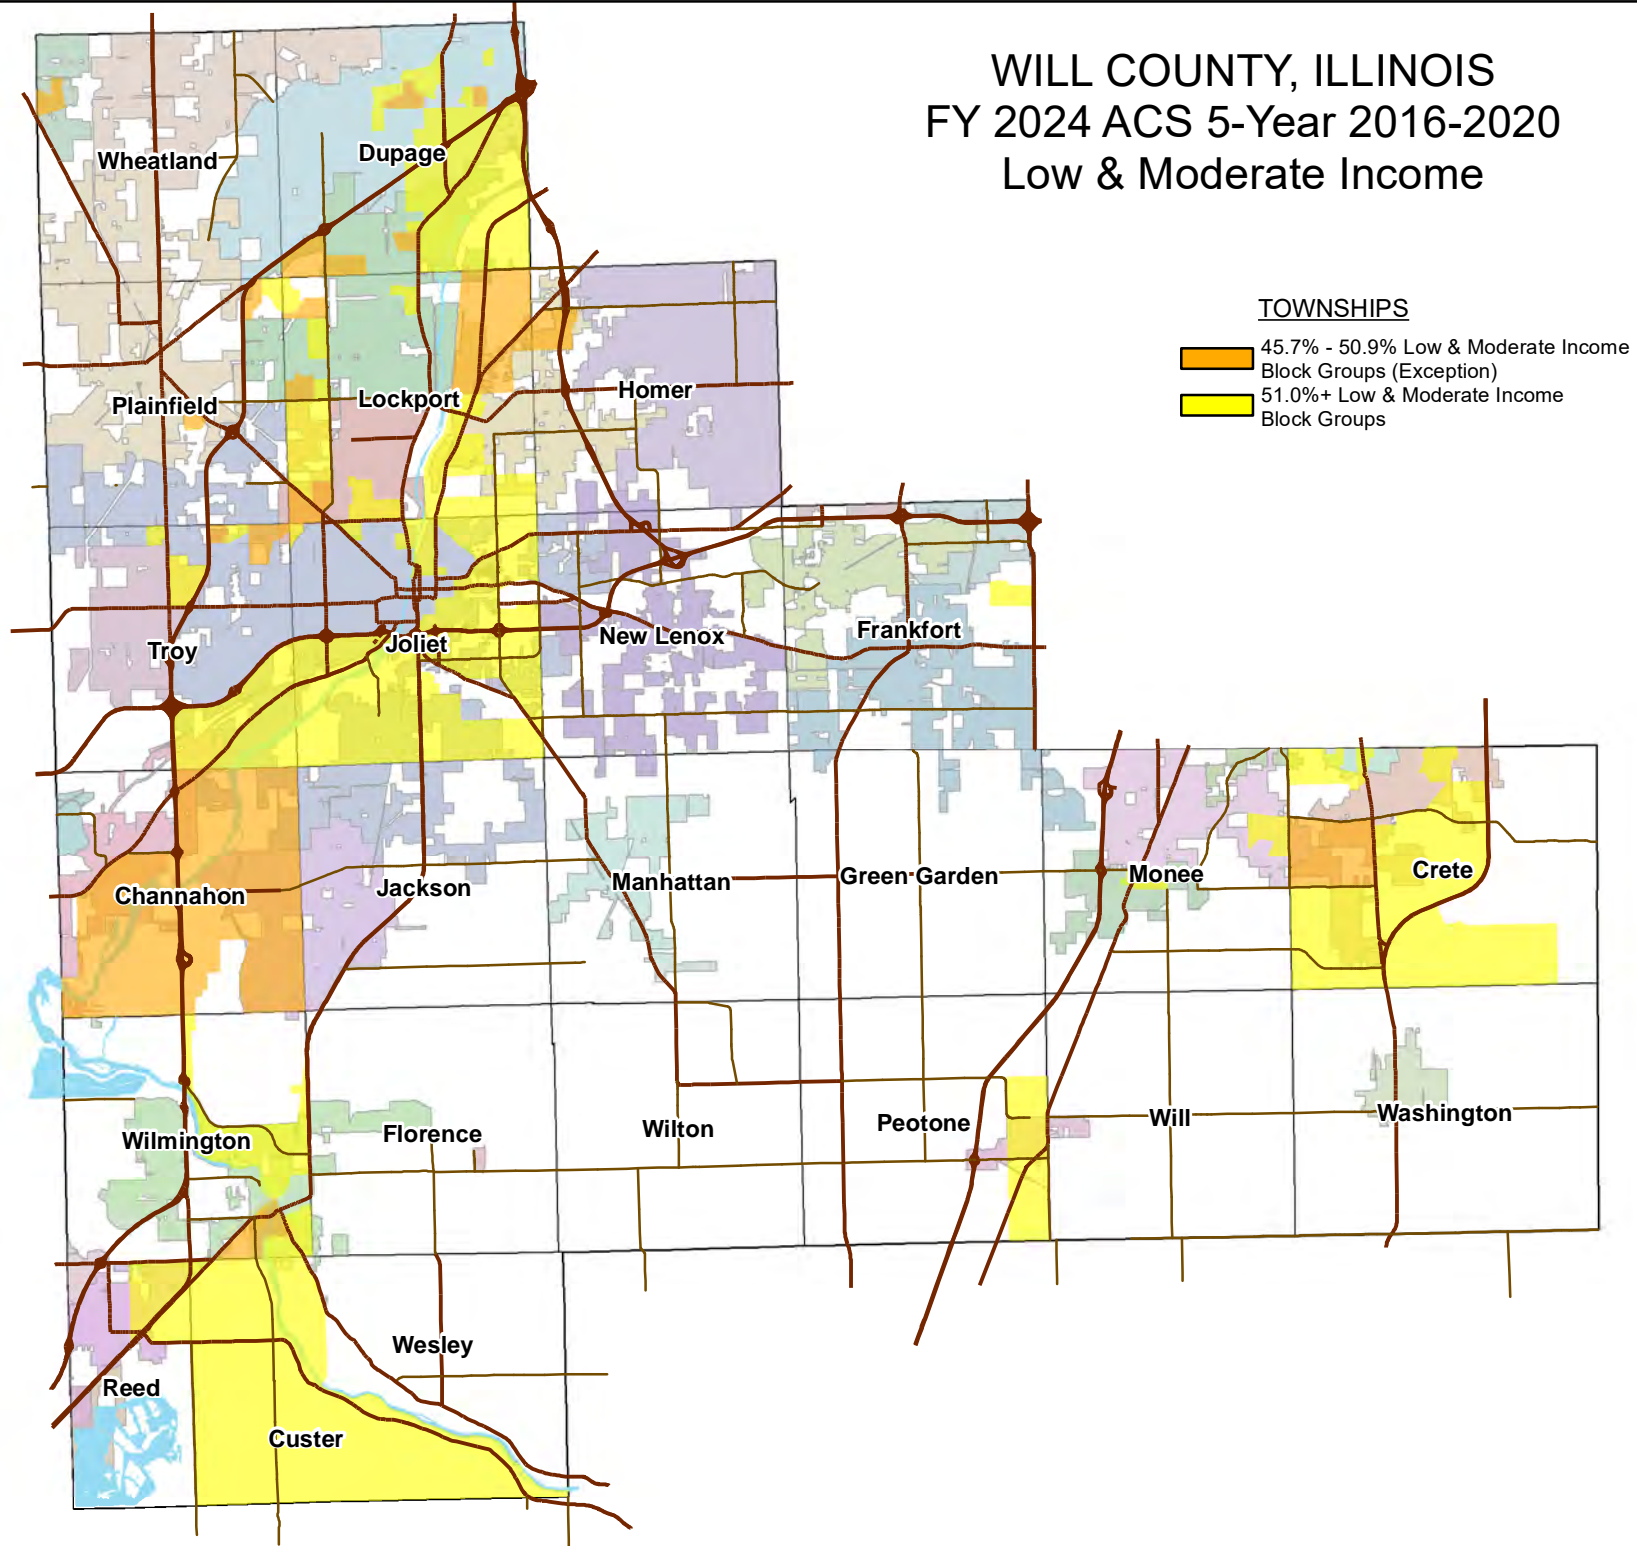 WILL COUNTY, ILLINOIS
FY 2024 ACS 5-Year 2016-2020
Low & Moderate Income
TOWNSHIPS
45.7% - 50.9% Low & Moderate Income
Block Groups (Exception)
51.0%+ Low & Moderate Income
Block Groups
Wheatland
Dupage
Plainfield
Lockport
Homer
Troy
Joliet
New Lenox
Frankfort
Channahon
Jackson
Manhattan
Green Garden
Monee
Crete
Wilmington
Florence
Wilton
Peotone
Will
Washington
Reed
Wesley
Custer